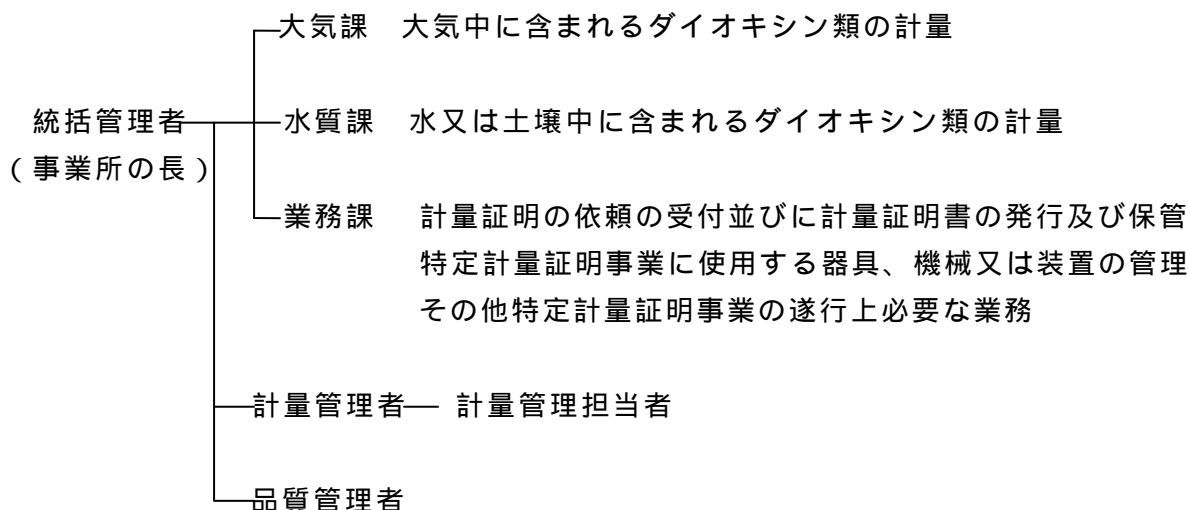 大気課　大気中に含まれるダイオキシン類の計量
統括管理者　水質課　水又は土壌中に含まれるダイオキシン類の計量
（事業所の長）
業務課　計量証明の依頼の受付並びに計量証明書の発行及び保管
特定計量証明事業に使用する器具、機械又は装置の管理
その他特定計量証明事業の遂行上必要な業務
計量管理者　計量管理担当者
品質管理者